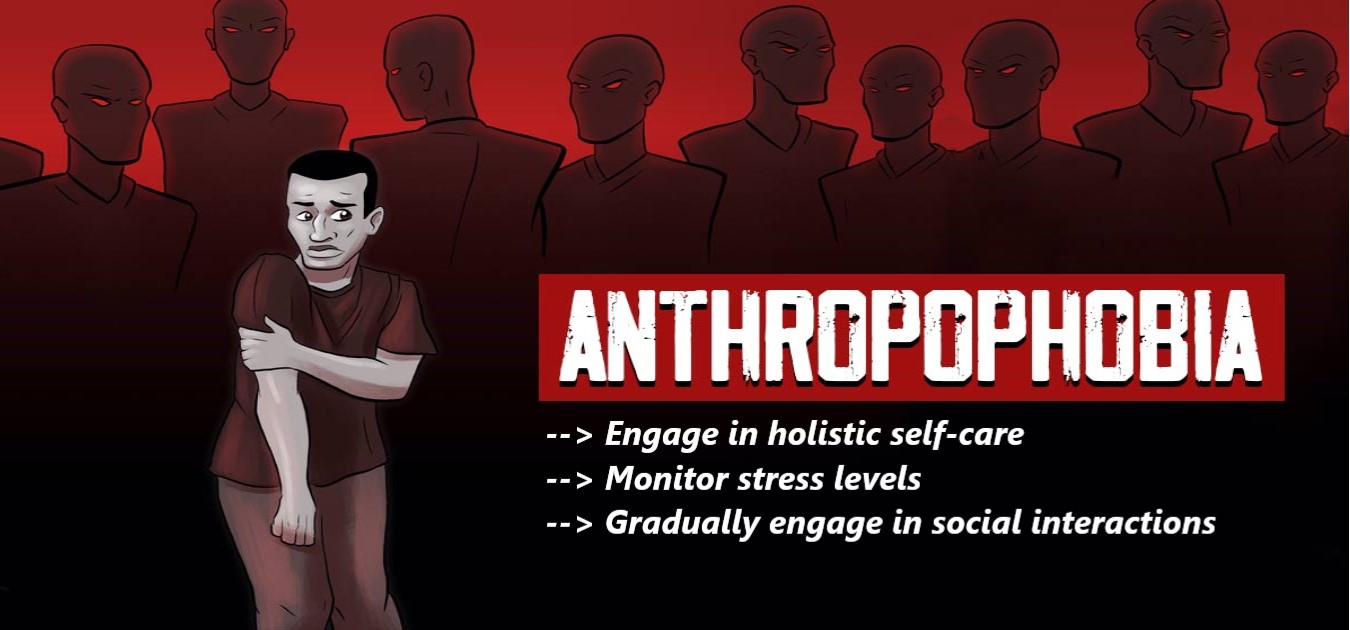 ANTHROPOPHOBIA
--> Engage in holistic self-care
--> Monitor stress levels
--> Gradually engage in social interactions